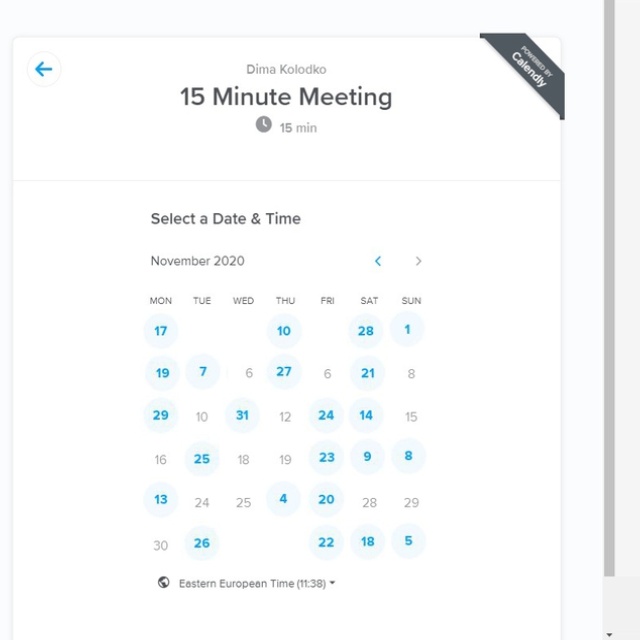 POWERED BY
Calendly
Dima Kolodko
15 Minute Meeting
15 min
Select a Date & Time
November 2020
MON TUE WED THU FRI SAT SUN
17 10 28 1
19 7 6 27 6 21 8
29 10 31 12 24 14 15
16 25 18 19 23 9 8
13 24 25 4 20 28 29
30 26 22 18 5
Eastern European Time (11:38)